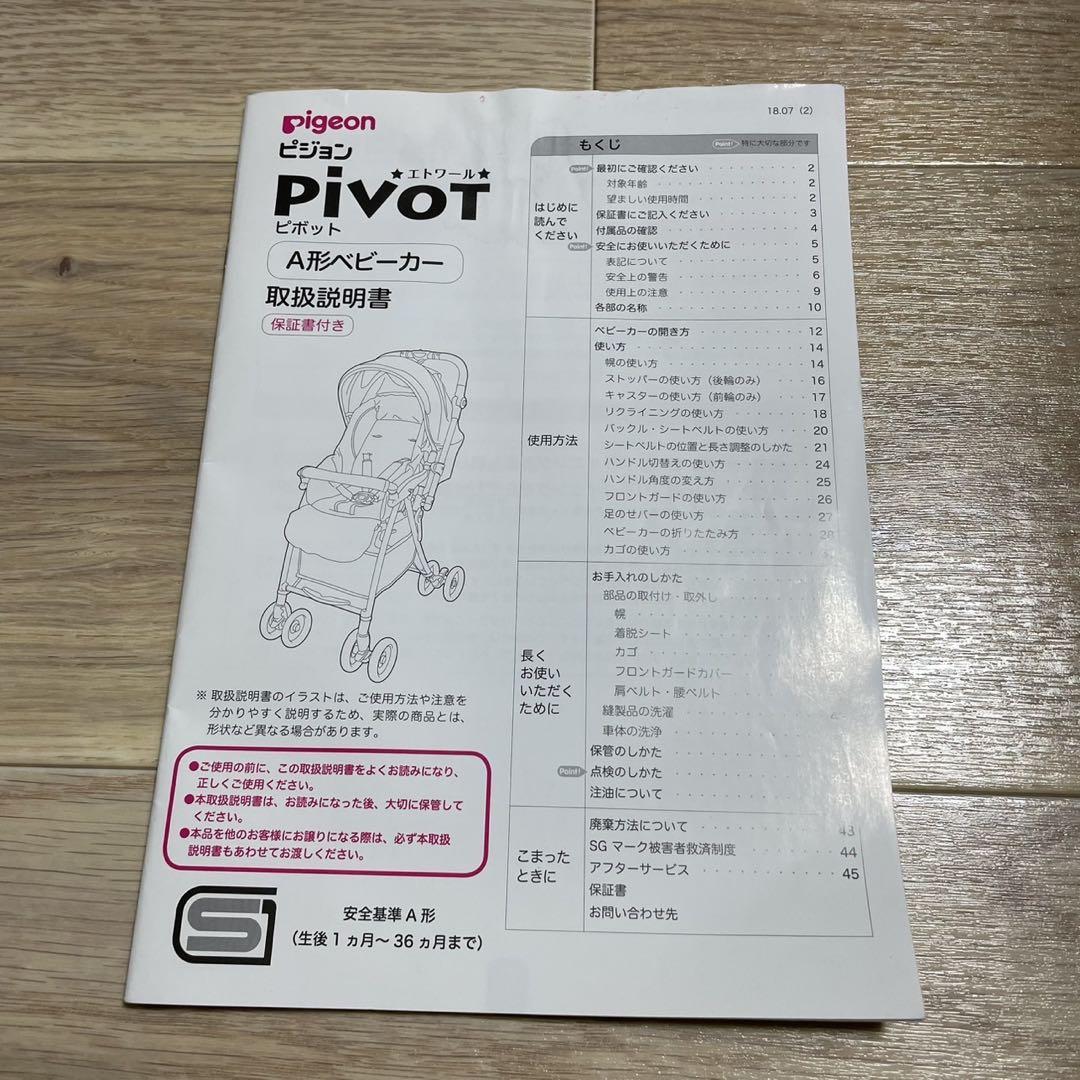 pigeon
ピジョン
★エトワール★
PiVOT
ピボット
A形ベビーカー
取扱説明書
保証書付き
※ 取扱説明書のイラストは、ご使用方法や注意を
分かりやすく説明するため、実際の商品とは、
形状など異なる場合があります。
●ご使用の前に、この取扱説明書をよくお読みになり、
正しくご使用ください。
●本取扱説明書は、お読みになった後、大切に保管して
ください。
●本品を他のお客様にお譲りになる際は、必ず本取扱
説明書もあわせてお渡しください。
S
安全基準 A 形
（生後 1 ヵ月〜 36 ヵ月まで）
18.07（2）
もくじ
Point! 特に大切な部分です
はじめに
読んで
ください
Point! 最初にご確認ください 2
対象年齢 2
望ましい使用時間 2
保証書にご記入ください 3
付属品の確認 4
Point! 安全にお使いいただくために 5
表記について 5
安全上の警告 6
使用上の注意 9
各部の名称 10
使用方法
ベビーカーの開き方 12
使い方 14
幌の使い方 14
ストッパーの使い方（後輪のみ） 16
キャスターの使い方（前輪のみ） 17
リクライニングの使い方 18
バックル・シートベルトの使い方 20
シートベルトの位置と長さ調整のしかた 21
ハンドル切替えの使い方 24
ハンドル角度の変え方 25
フロントガードの使い方 26
足のせバーの使い方 27
ベビーカーの折りたたみ方 28
カゴの使い方
長く
お使い
いただく
ために
お手入れのしかた
部品の取付け・取外し
幌
着脱シート
カゴ
フロントガードカバー
肩ベルト・腰ベルト
縫製品の洗濯
車体の洗浄
保管のしかた
Point! 点検のしかた
注油について
こまった
ときに
廃棄方法について 43
SG マーク被害者救済制度 44
アフターサービス 45
保証書
お問い合わせ先